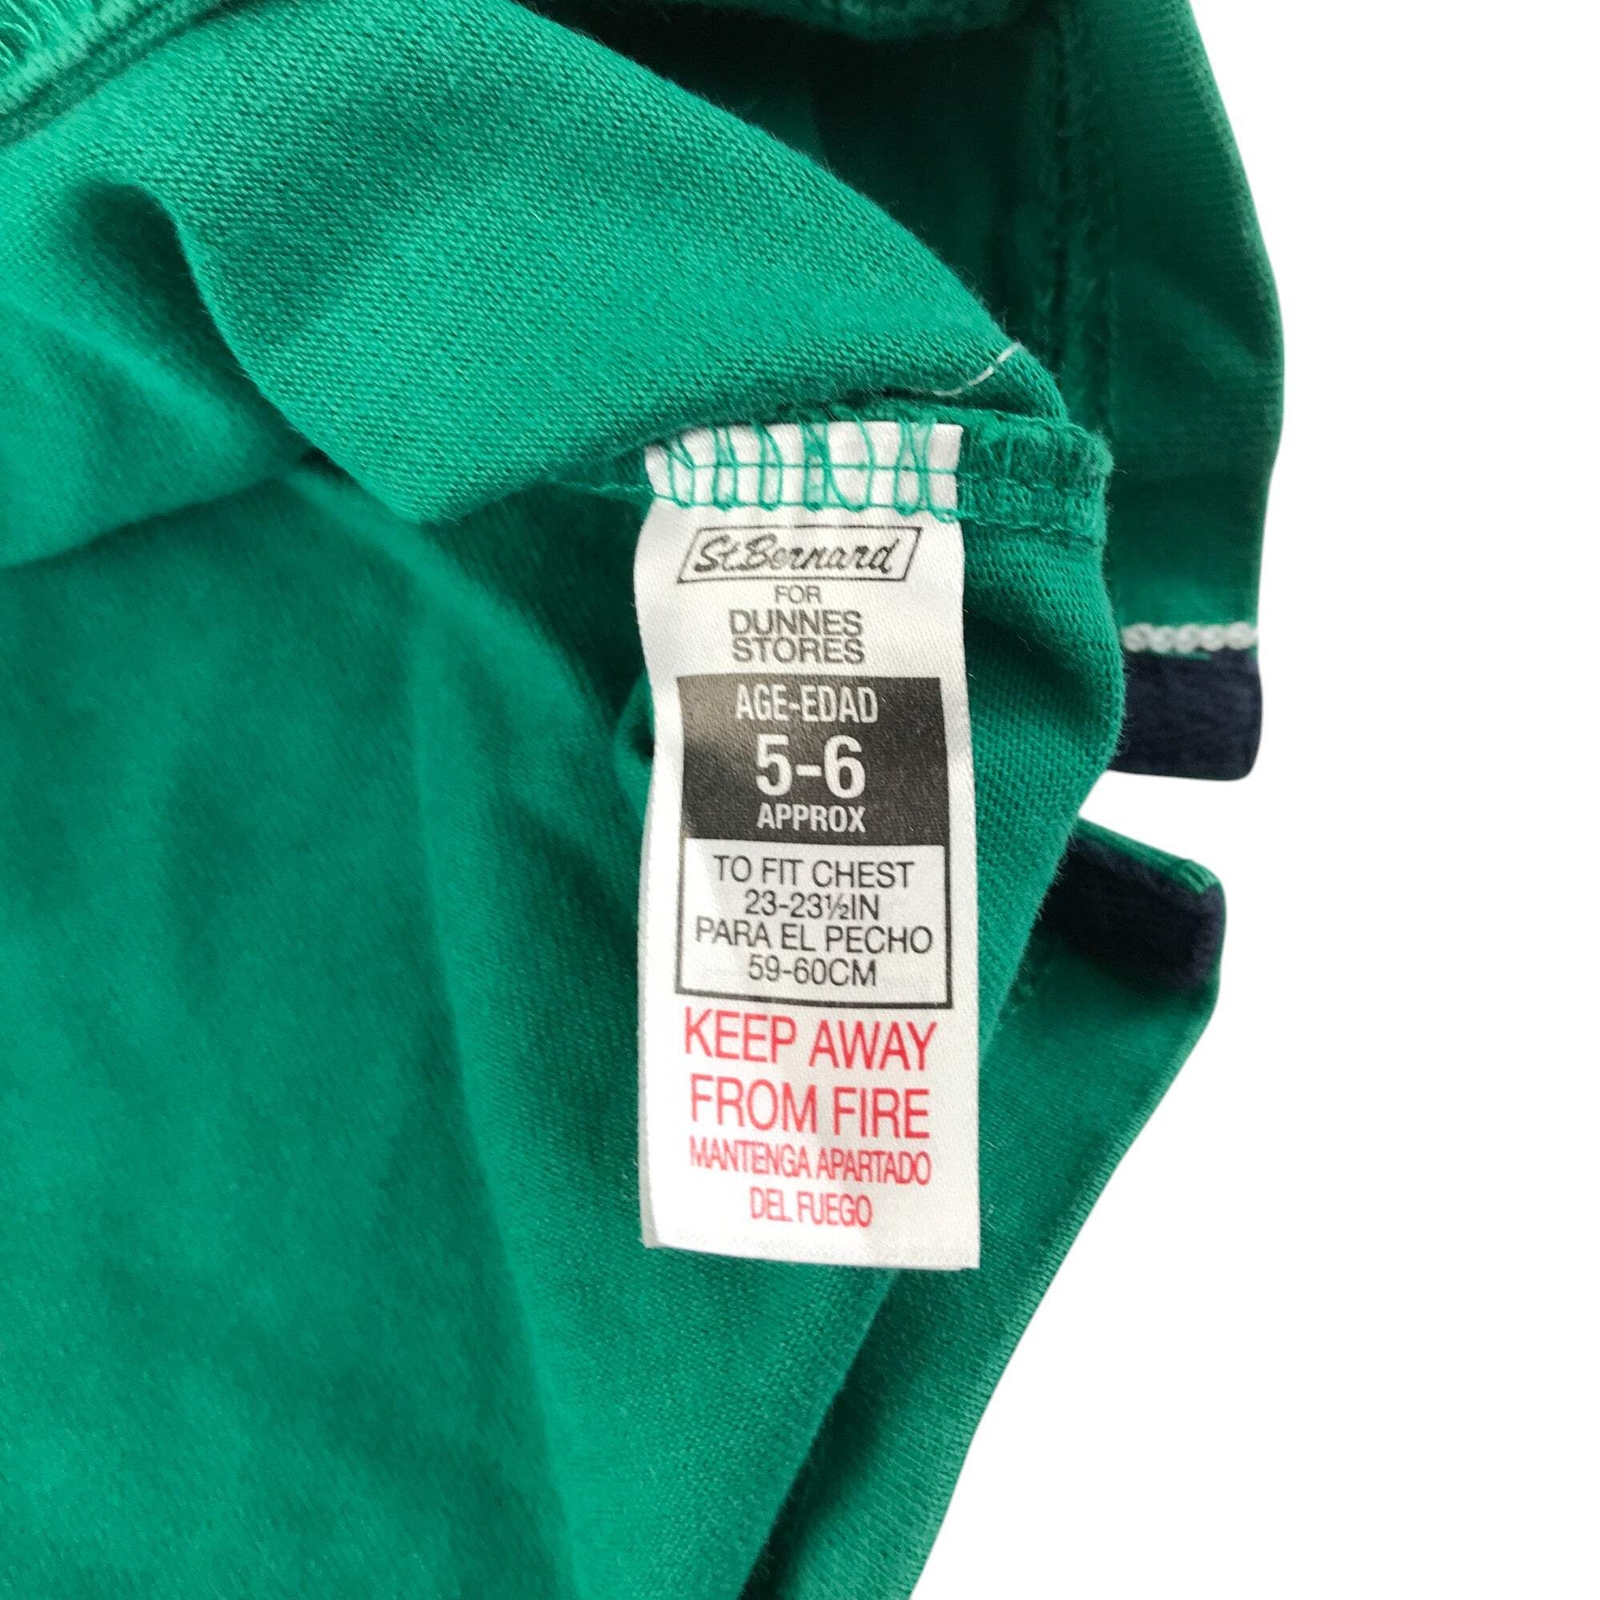 St. Bernard
FOR
DUNNES
STORES
AGE-EDAD
5-6
APPROX
TO FIT CHEST
23-23½IN
PARA EL PECHO
59-60CM
KEEP AWAY
FROM FIRE
MANTENGA APARTADO
DEL FUEGO